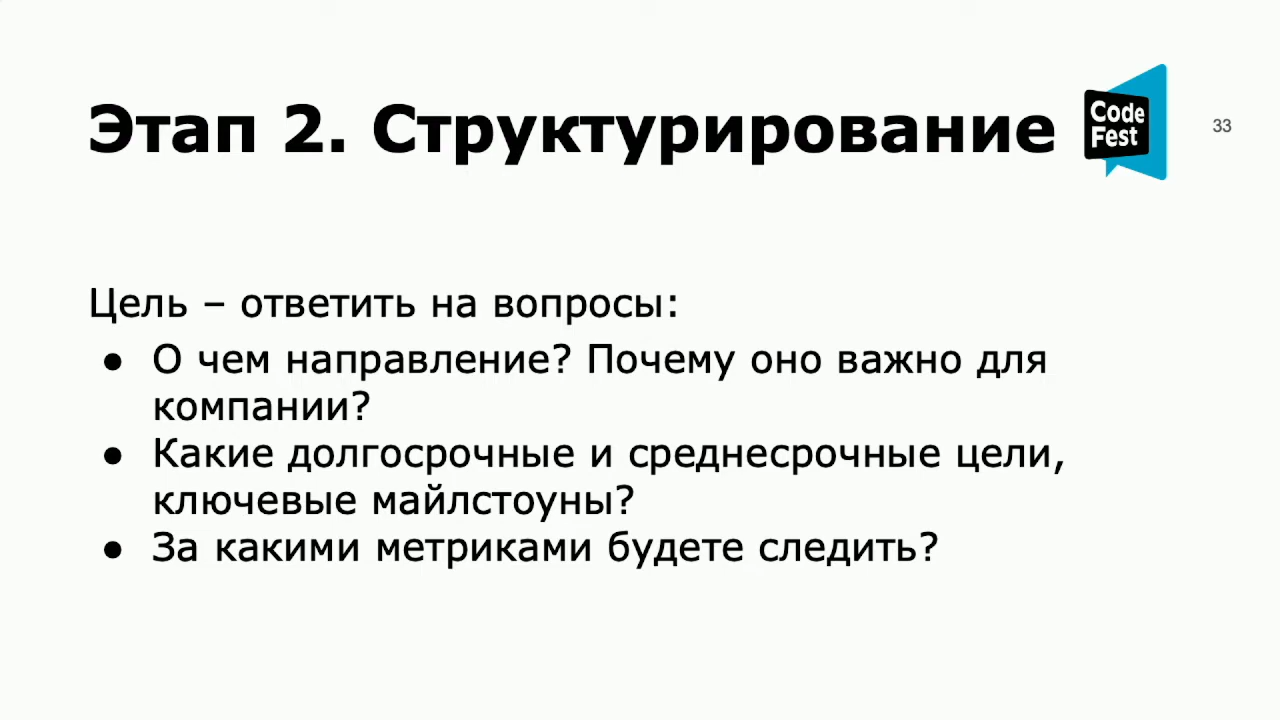 Этап 2. Структурирование
Code
Fest
33
Цель – ответить на вопросы:
● О чем направление? Почему оно важно для
компании?
● Какие долгосрочные и среднесрочные цели,
ключевые майлстоуны?
● За какими метриками будете следить?